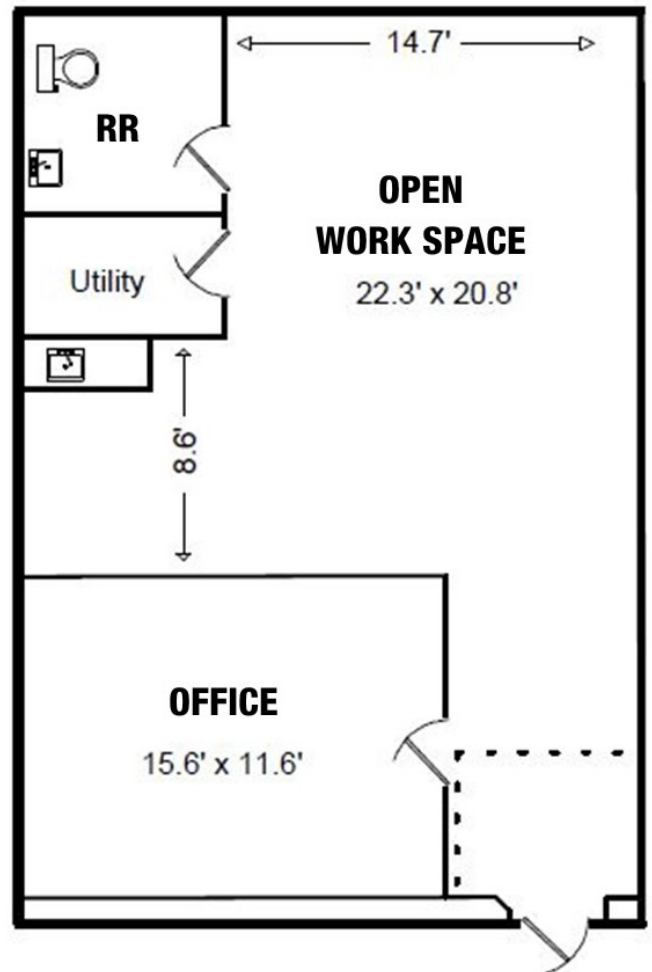 14.7'
RR
OPEN
WORK SPACE
22.3' x 20.8'
Utility
8.6'
OFFICE
15.6' x 11.6'